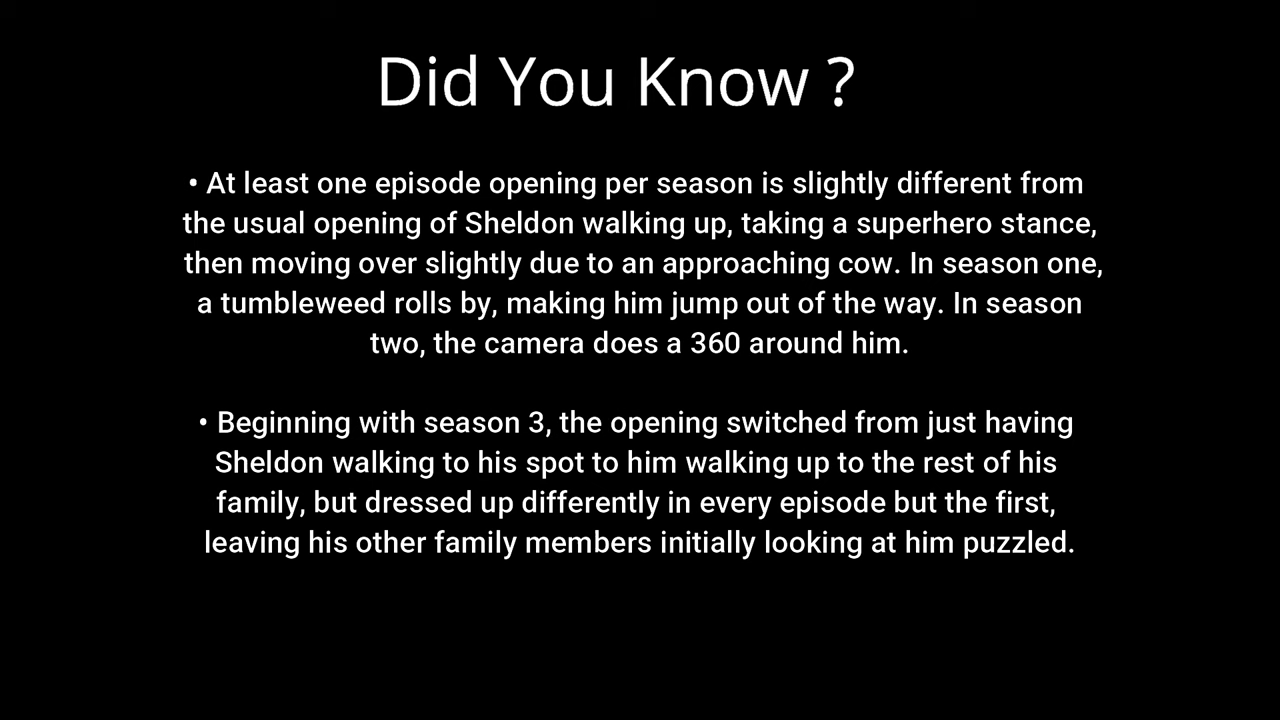 Did You Know ?
• At least one episode opening per season is slightly different from
the usual opening of Sheldon walking up, taking a superhero stance,
then moving over slightly due to an approaching cow. In season one,
a tumbleweed rolls by, making him jump out of the way. In season
two, the camera does a 360 around him.
• Beginning with season 3, the opening switched from just having
Sheldon walking to his spot to him walking up to the rest of his
family, but dressed up differently in every episode but the first,
leaving his other family members initially looking at him puzzled.